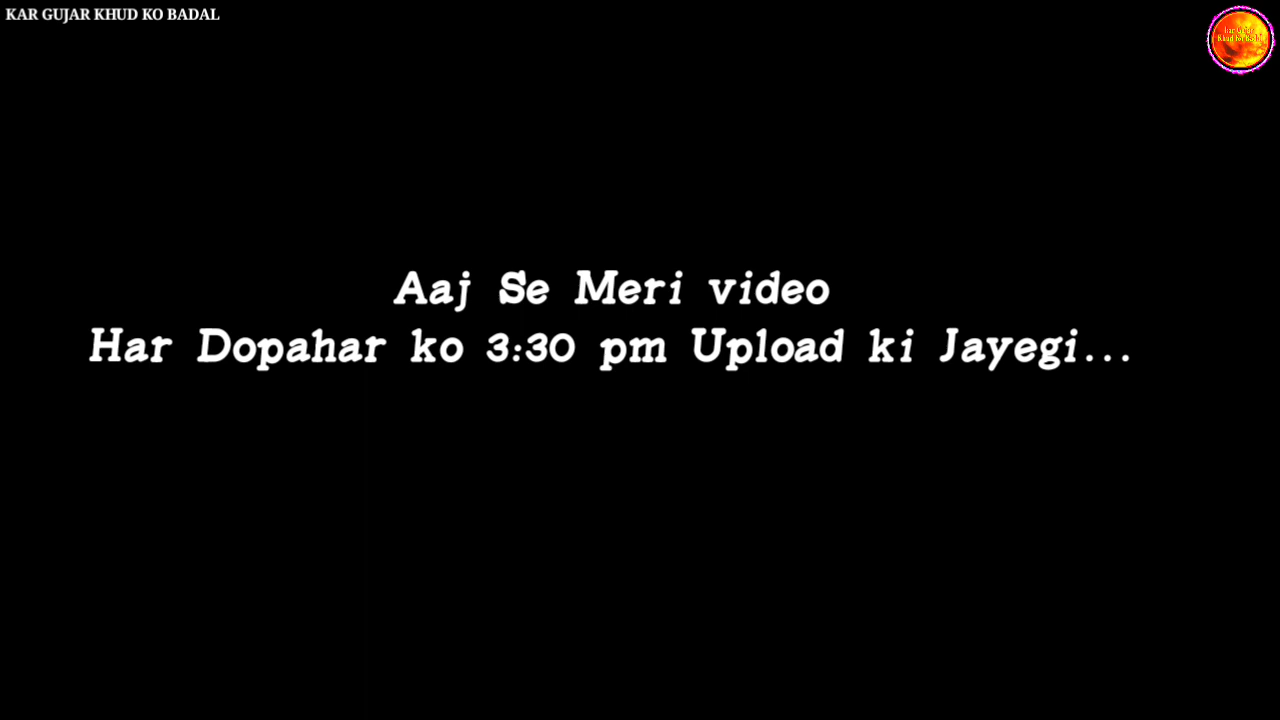 KAR GUJAR KHUD KO BADAL
Aaj Se Meri video
Har Dopahar ko 3:30 pm Upload ki Jayegi...